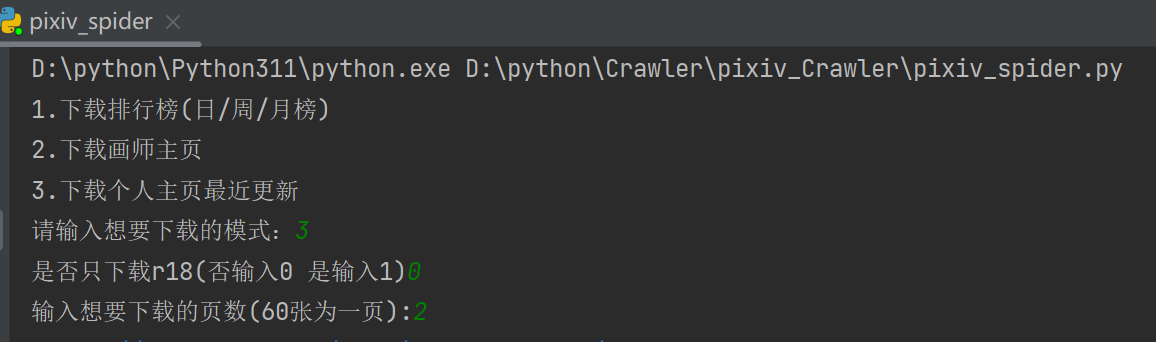 pixiv_spider
D:\python\Python311\python.exe D:\python\Crawler\pixiv_Crawler\pixiv_spider.py
1.下载排行榜(日/周/月榜)
2.下载画师主页
3.下载个人主页最近更新
请输入想要下载的模式：3
是否只下载r18(否输入0 是输入1)0
输入想要下载的页数(60张为一页):2